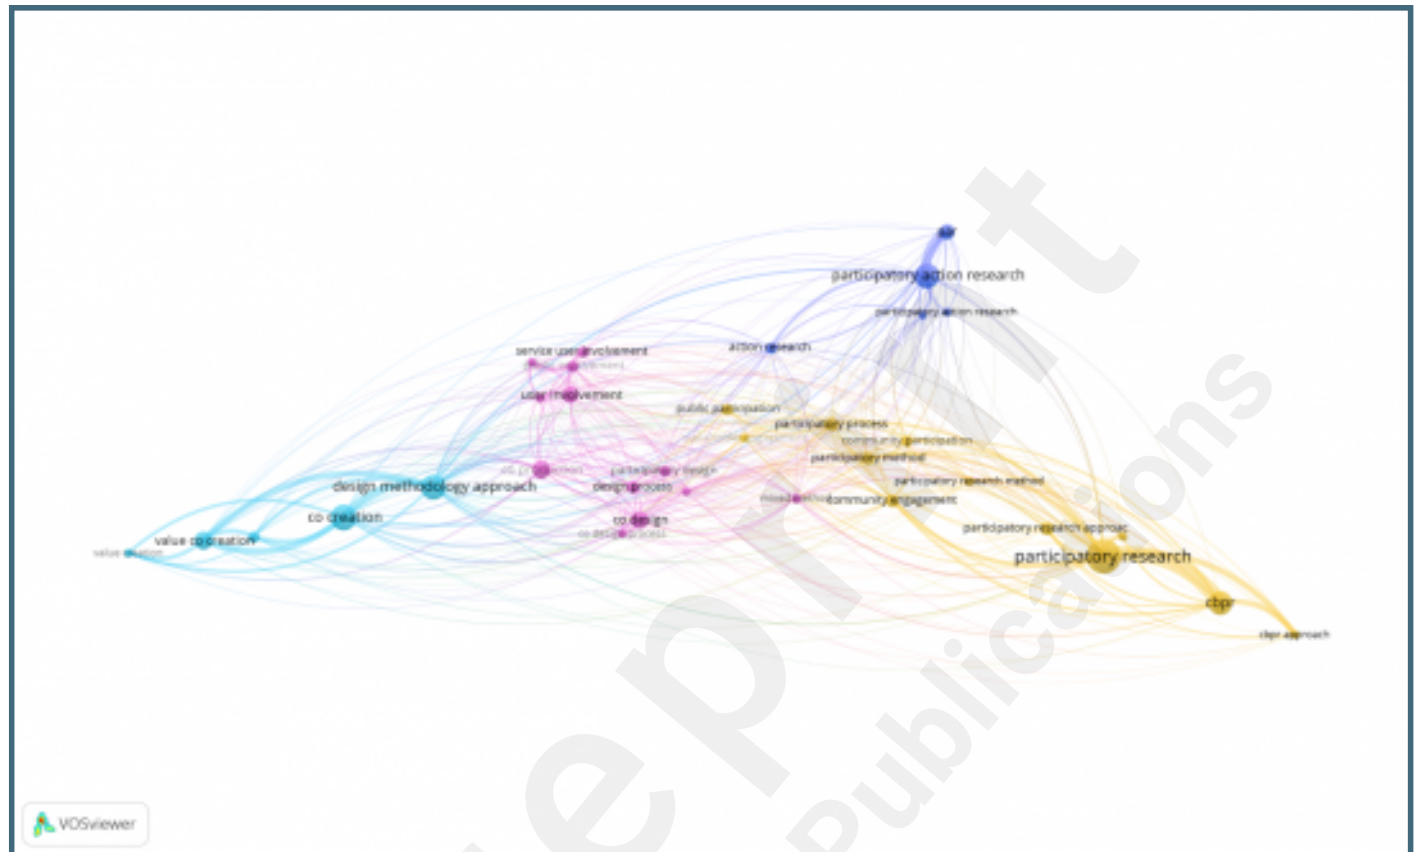 participatory action research
participatory action research
action research
service user involvement
user involvement
public participation
participatory process
community participation
participatory method
participatory design
participatory research method
design methodology approach
design process
community engagement
co design
co creation
co design process
participatory research approac
value co creation
value creation
participatory research
cbpr
cbpr approach
VOSviewer
eprint
Publications